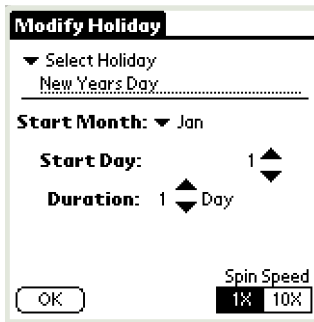 Modify Holiday
Select Holiday
New Years Day
Start Month: Jan
Start Day: 1
Duration: 1 Day
Spin Speed
OK 1X 10X